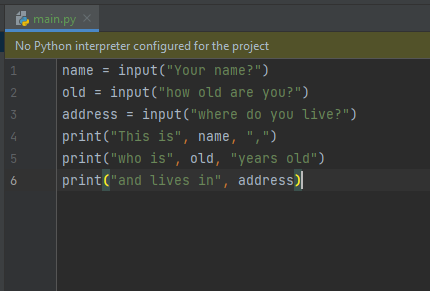 main.py
No Python interpreter configured for the project
1 name = input("Your name?")
2 old = input("how old are you?")
3 address = input("where do you live?")
4 print("This is", name, ",")
5 print("who is", old, "years old")
6 print("and lives in", address)